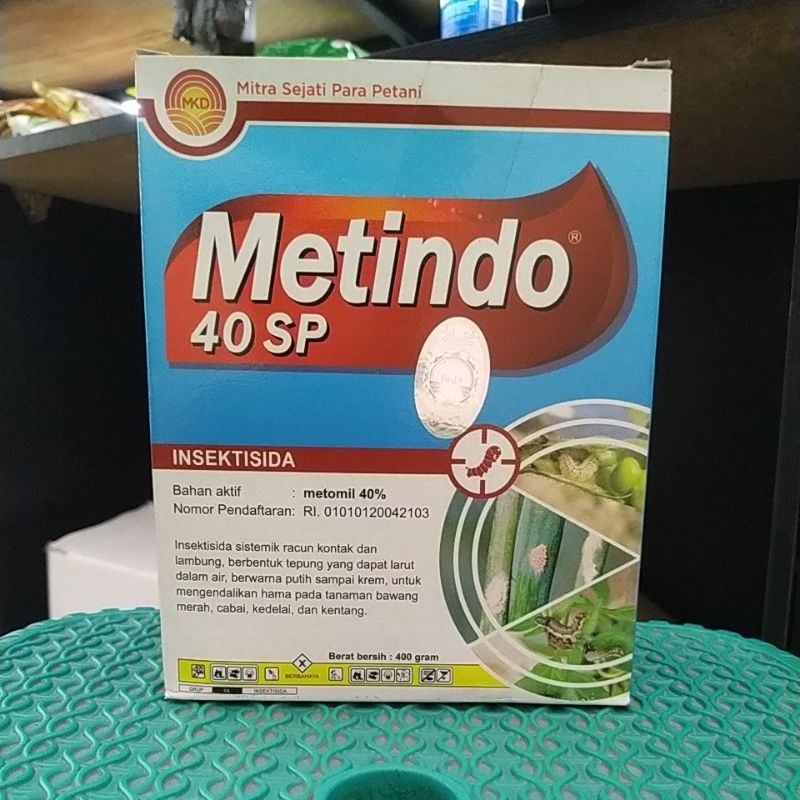 MKD
Mitra Sejati Para Petani
Metindo®
40 SP
INSEKTISIDA
Bahan aktif : metomil 40%
Nomor Pendaftaran: RI. 01010120042103
Insektisida sistemik racun kontak dan
lambung, berbentuk tepung yang dapat larut
dalam air, berwarna putih sampai krem, untuk
mengendalikan hama pada tanaman bawang
merah, cabai, kedelai, dan kentang.
Berat bersih : 400 gram
X
BERBAHAYA
GRUP 1A INSEKTISIDA